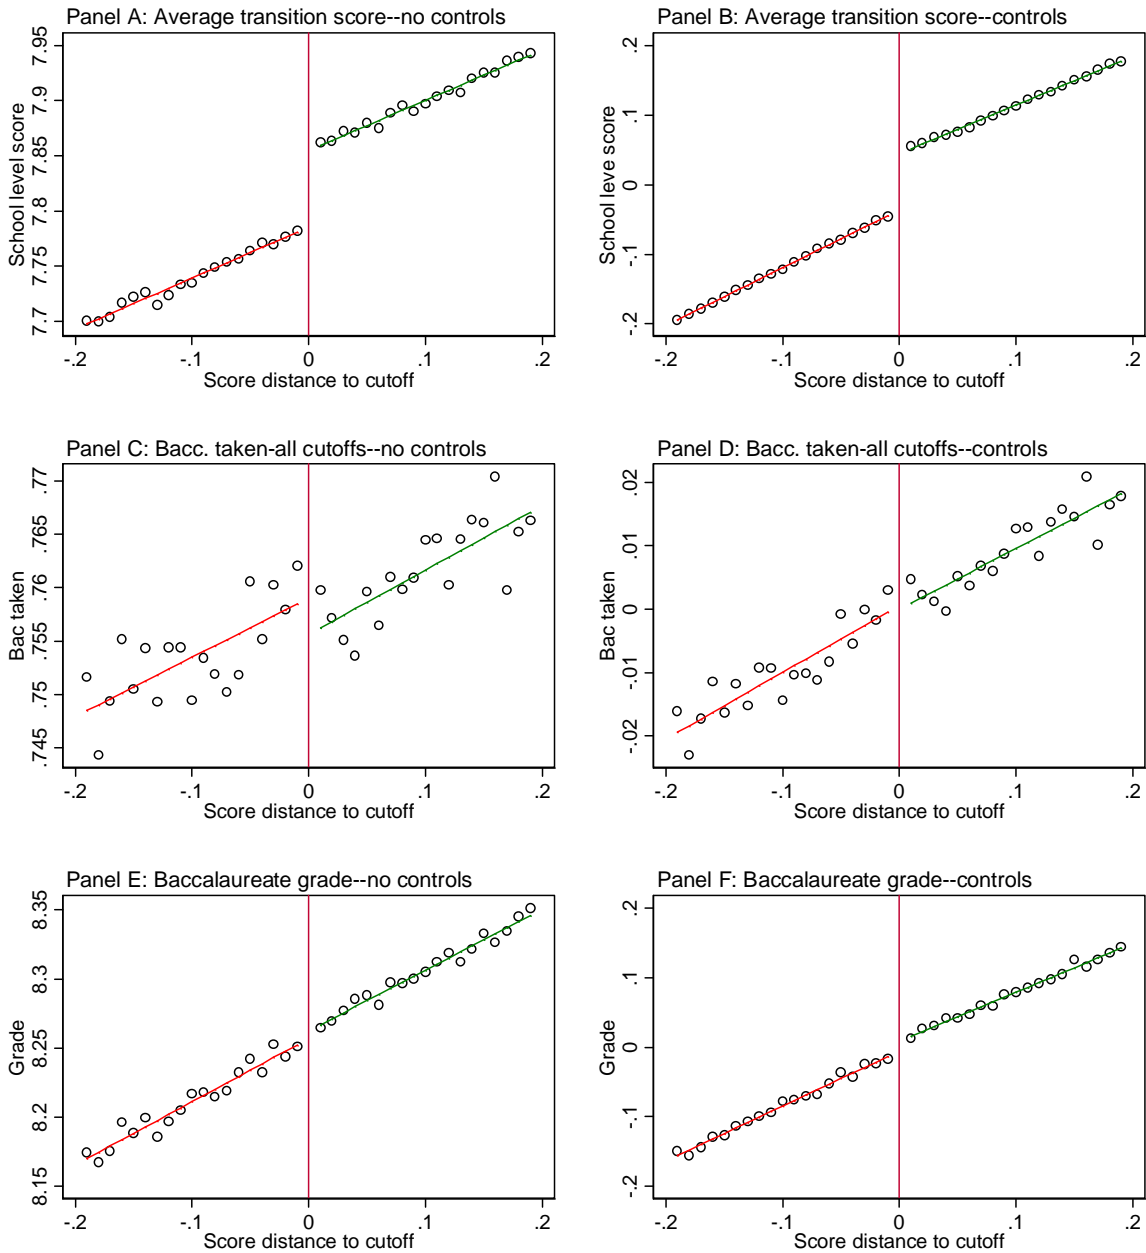 Panel A: Average transition score--no controls
School level score
7.7 7.75 7.8 7.85 7.9 7.95
-.2 -.1 0 .1 .2
Score distance to cutoff
Panel B: Average transition score--controls
School leve score
-.2 -.1 0 .1 .2
-.2 -.1 0 .1 .2
Score distance to cutoff
Panel C: Bacc. taken-all cutoffs--no controls
Bac taken
.745 .75 .755 .76 .765 .77
-.2 -.1 0 .1 .2
Score distance to cutoff
Panel D: Bacc. taken-all cutoffs--controls
Bac taken
-.02 -.01 0 .01 .02
-.2 -.1 0 .1 .2
Score distance to cutoff
Panel E: Baccalaureate grade--no controls
Grade
8.15 8.2 8.25 8.3 8.35
-.2 -.1 0 .1 .2
Score distance to cutoff
Panel F: Baccalaureate grade--controls
Grade
-.2 -.1 0 .1 .2
-.2 -.1 0 .1 .2
Score distance to cutoff